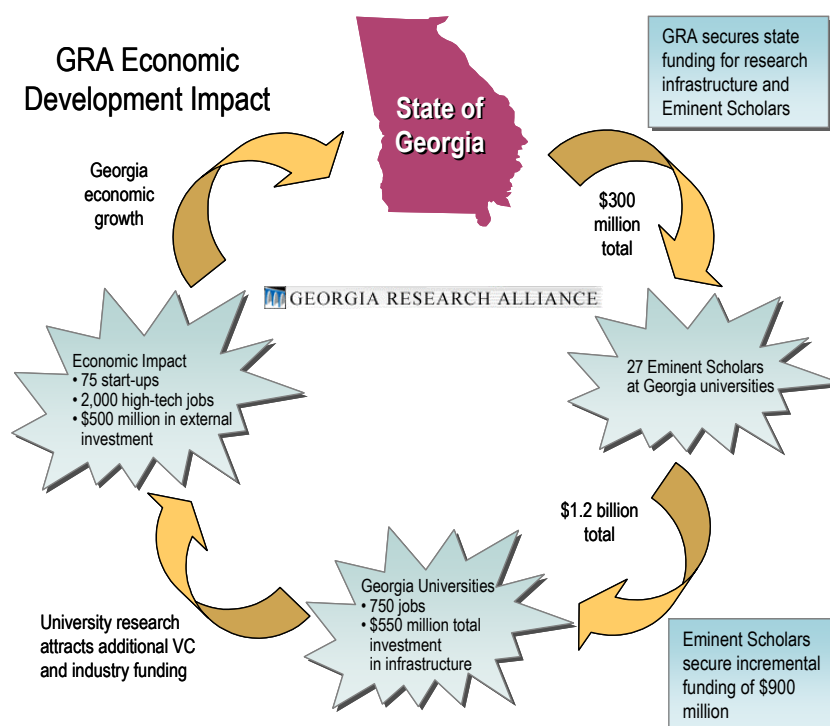 GRA Economic
Development Impact
State of
Georgia
GRA secures state
funding for research
infrastructure and
Eminent Scholars
Georgia
economic
growth
$300
million
total
GEORGIA RESEARCH ALLIANCE
Economic Impact
• 75 start-ups
• 2,000 high-tech jobs
• $500 million in external
investment
27 Eminent Scholars
at Georgia universities
$1.2 billion
total
Georgia Universities
• 750 jobs
• $550 million total
investment
in infrastructure
University research
attracts additional VC
and industry funding
Eminent Scholars
secure incremental
funding of $900
million